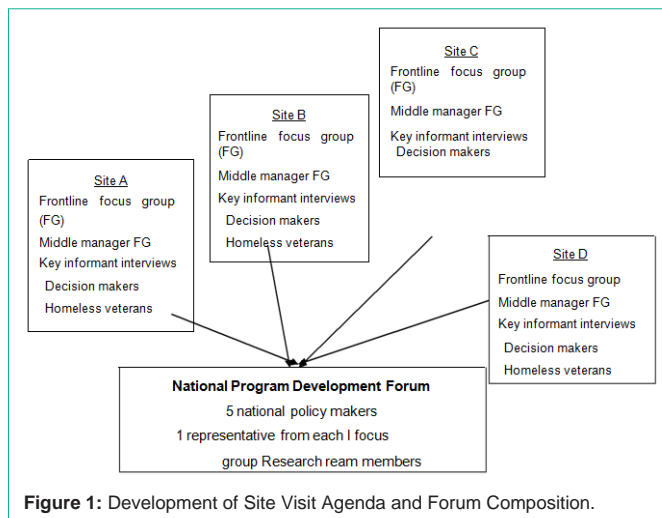 Site A
Frontline focus group
(FG)
Middle manager FG
Key informant interviews
Decision makers
Homeless veterans
Site B
Frontline focus group
(FG)
Middle manager FG
Key informant interviews
Decision makers
Homeless veterans
Site C
Frontline focus group
(FG)
Middle manager FG
Key informant interviews
Decision makers
Site D
Frontline focus group
Middle manager FG
Key informant interviews
Decision makers
Homeless veterans
National Program Development Forum
5 national policy makers
1 representative from each l focus
group Research ream members
Figure 1: Development of Site Visit Agenda and Forum Composition.